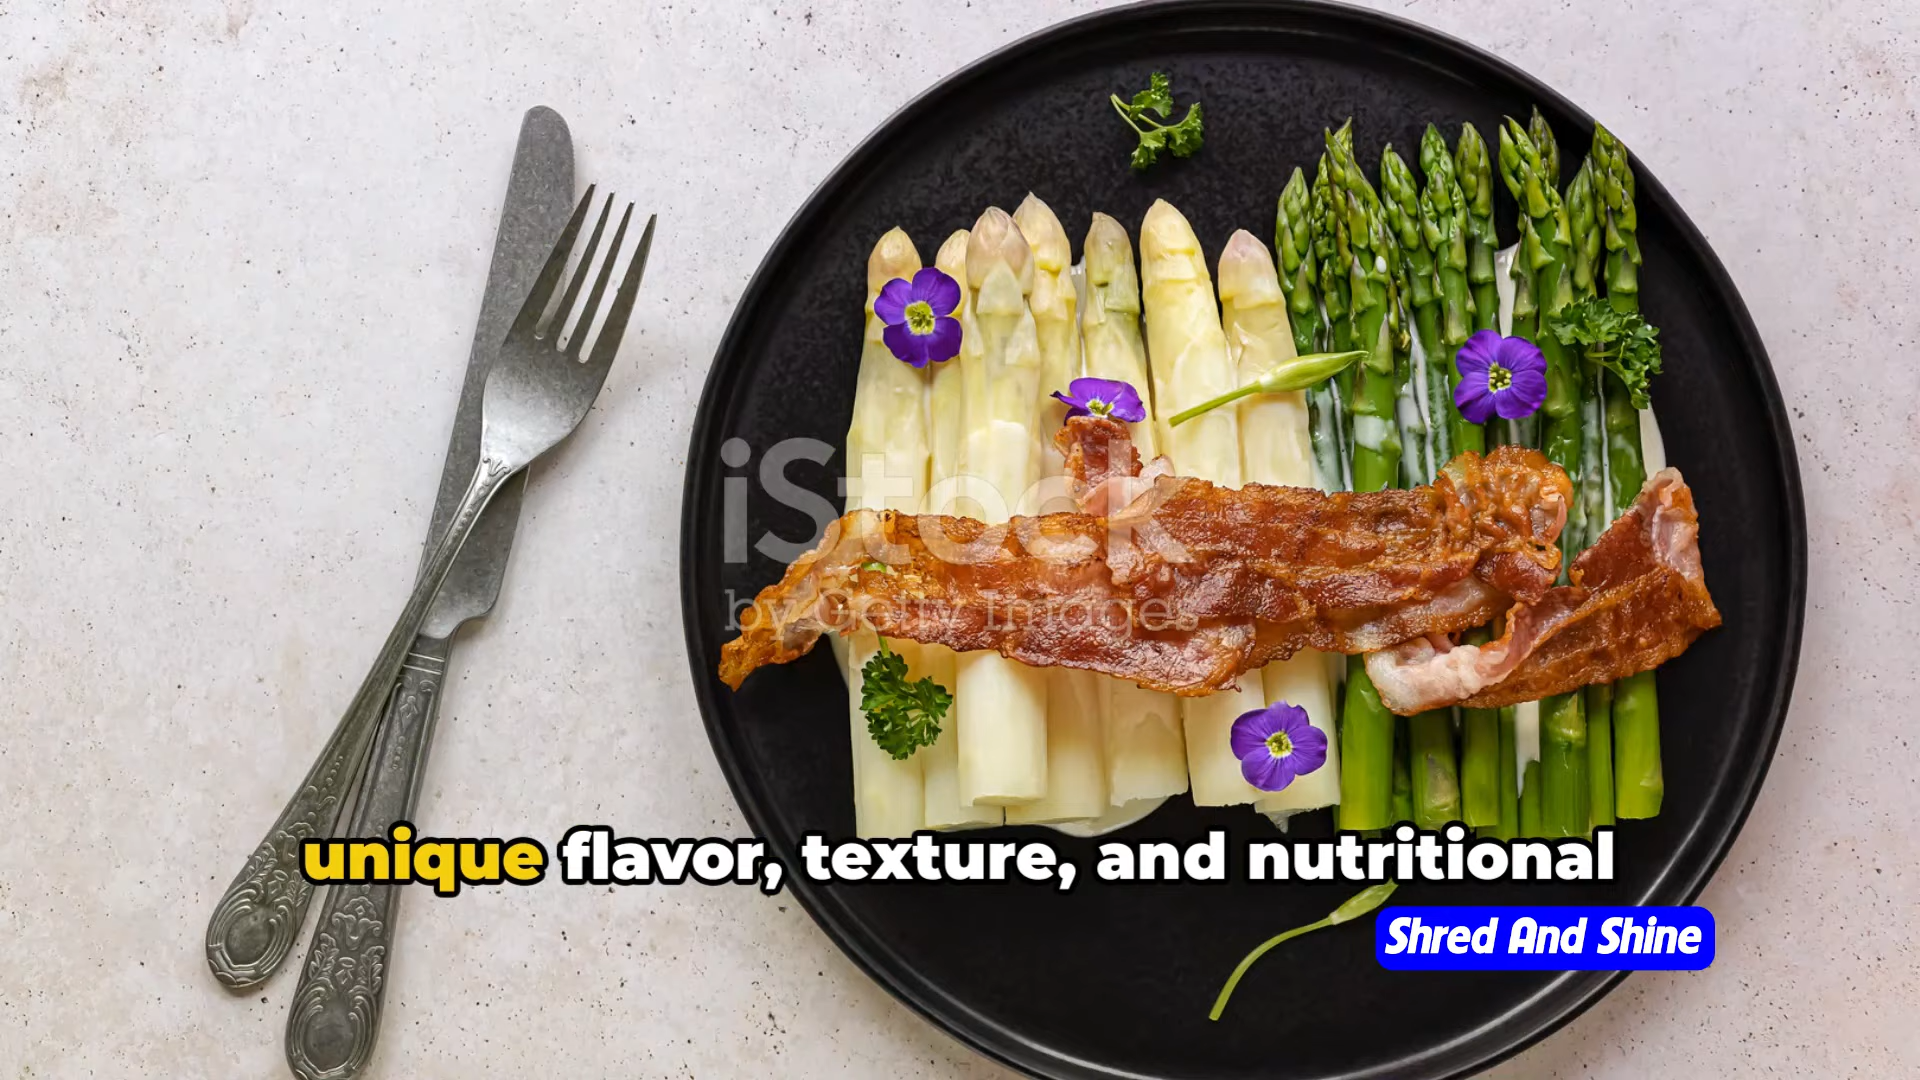 iStock
by Getty Images
unique flavor, texture, and nutritional
Shred And Shine